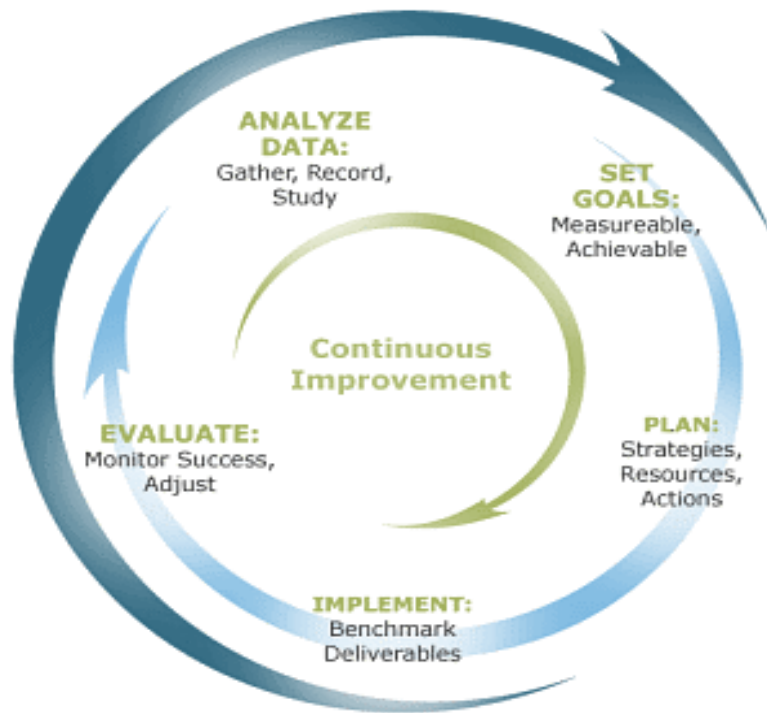 ANALYZE
DATA:
Gather, Record,
Study
SET
GOALS:
Measureable,
Achievable
Continuous
Improvement
PLAN:
Strategies,
Resources,
Actions
EVALUATE:
Monitor Success,
Adjust
IMPLEMENT:
Benchmark
Deliverables